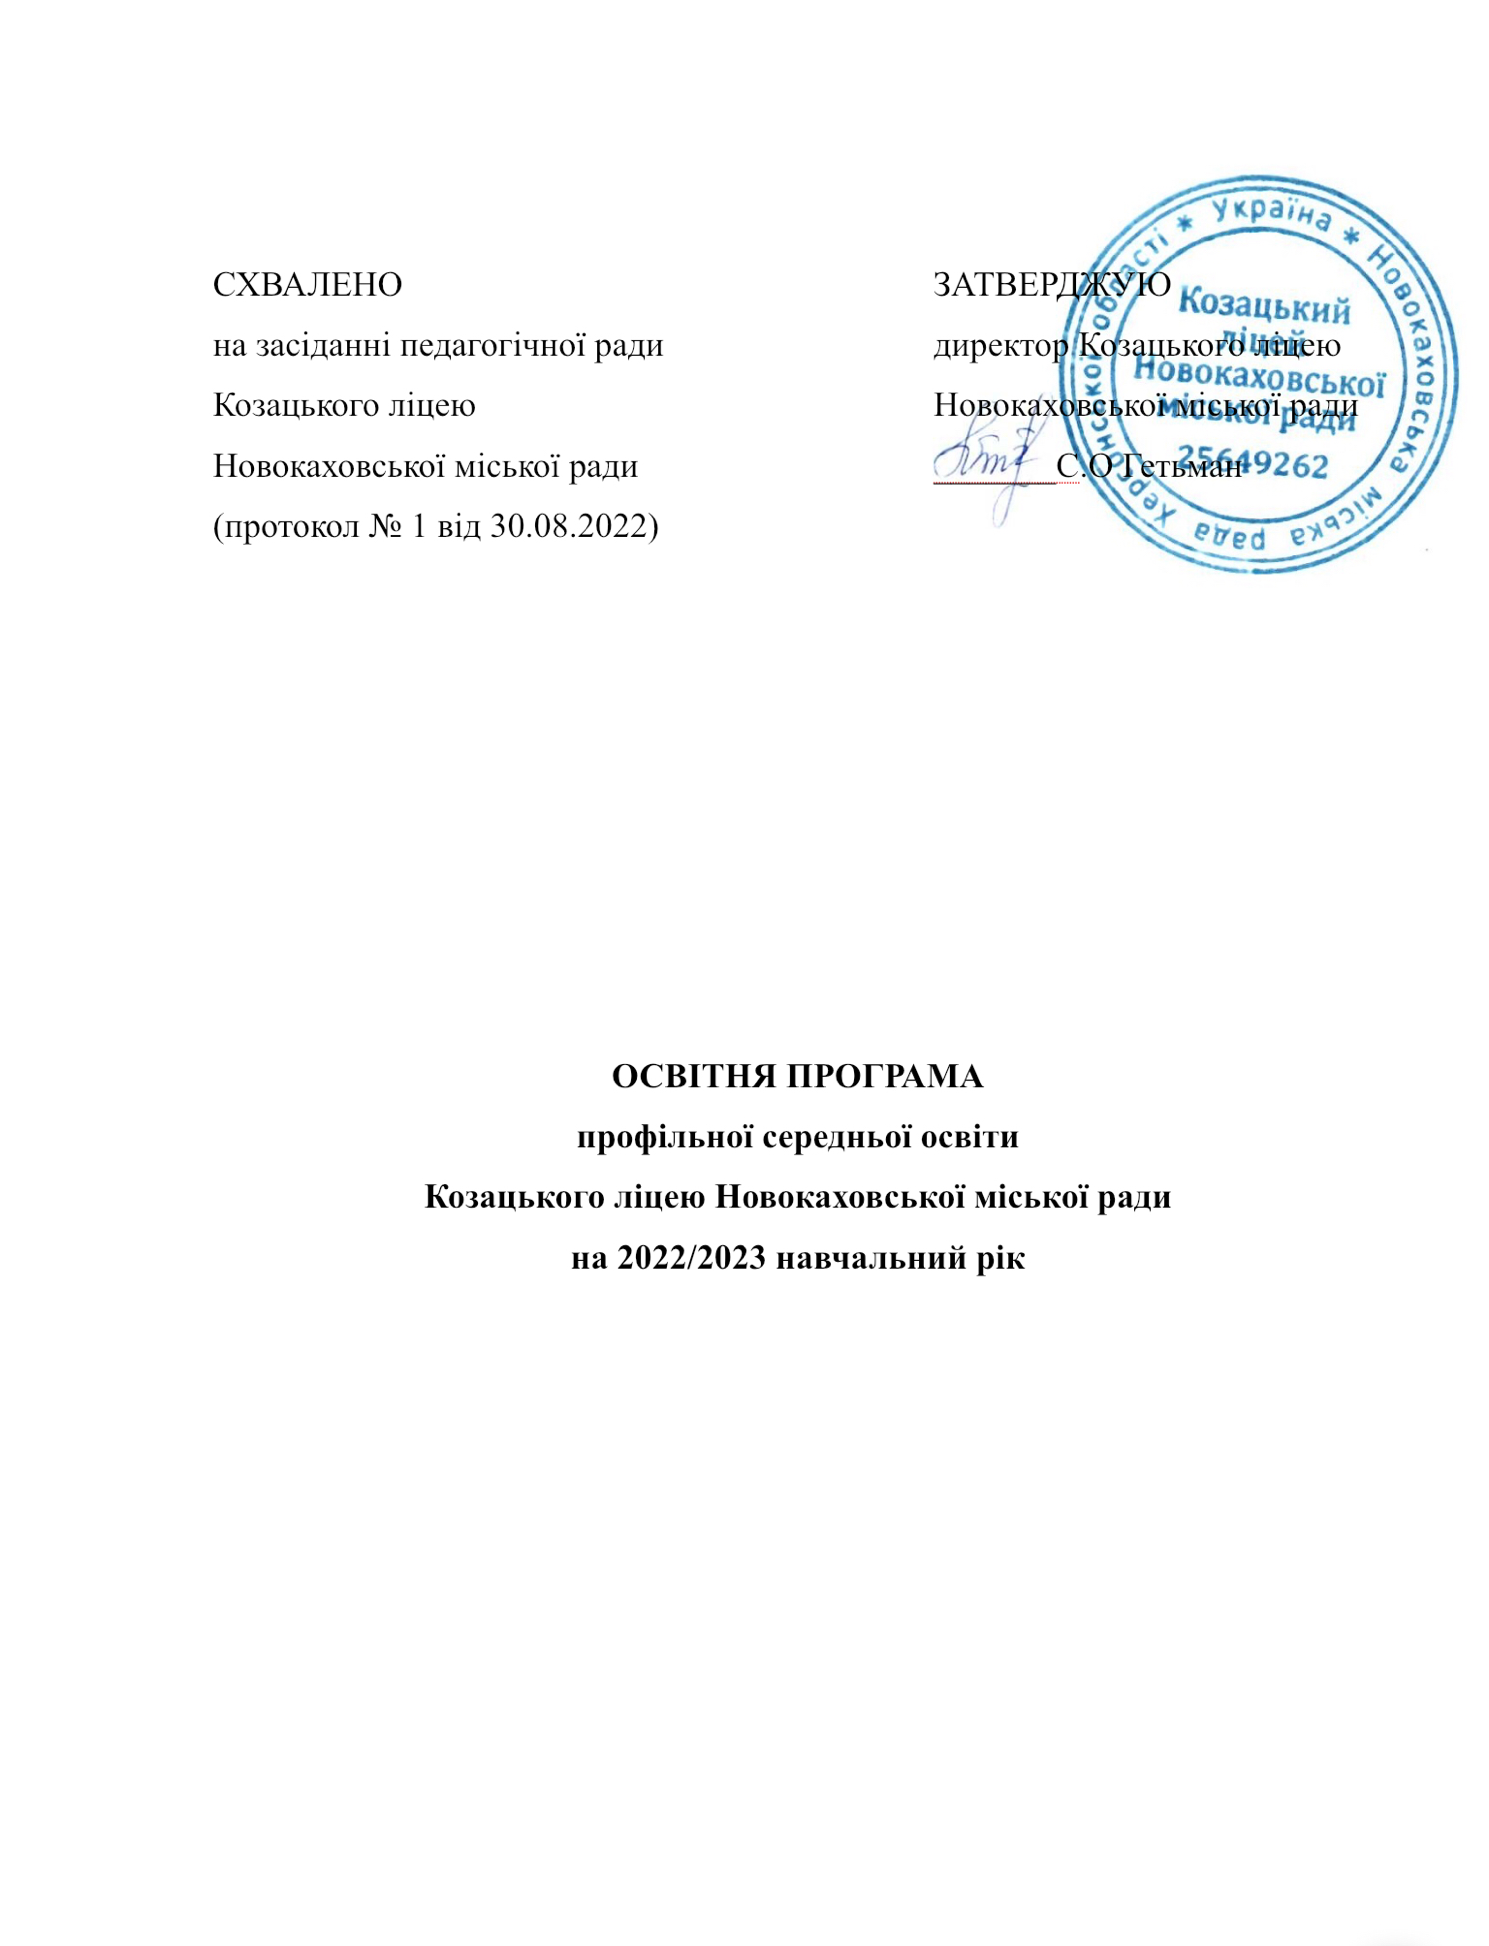 СХВАЛЕНО
на засіданні педагогічної ради
Козацького ліцею
Новокаховської міської ради
(протокол № 1 від 30.08.2022)
ЗАТВЕРДЖУЮ
директор Козацького ліцею
Новокаховської міської ради
С.О Гетьман
Україна * Новокаховська міська рада Херсонської області *
Козацький
ліцей
Новокаховської
міської ради
25649262
ОСВІТНЯ ПРОГРАМА
профільної середньої освіти
Козацького ліцею Новокаховської міської ради
на 2022/2023 навчальний рік